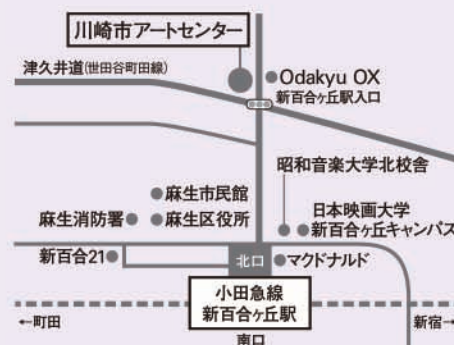 川崎市アートセンター
津久井道(世田谷町田線)
Odakyu OX
新百合ヶ丘駅入口
昭和音楽大学北校舎
麻生市民館
日本映画大学
麻生消防署
麻生区役所
新百合ヶ丘キャンパス
新百合21
北口
マクドナルド
小田急線
新百合ヶ丘駅
←町田
新宿→
南口